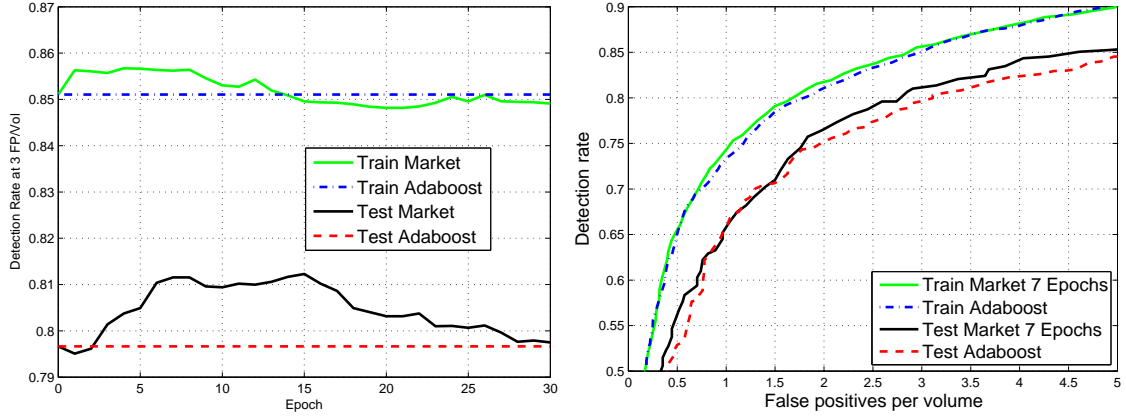 0.87
0.86
0.85
0.84
0.83
0.82
0.81
0.8
0.79
Detection Rate at 3 FP/Vol
Train Market
Train Adaboost
Test Market
Test Adaboost
0 5 10 15 20 25 30
Epoch
0.9
0.85
0.8
0.75
0.7
0.65
0.6
0.55
0.5
Detection rate
Train Market 7 Epochs
Train Adaboost
Test Market 7 Epochs
Test Adaboost
0 0.5 1 1.5 2 2.5 3 3.5 4 4.5 5
False positives per volume